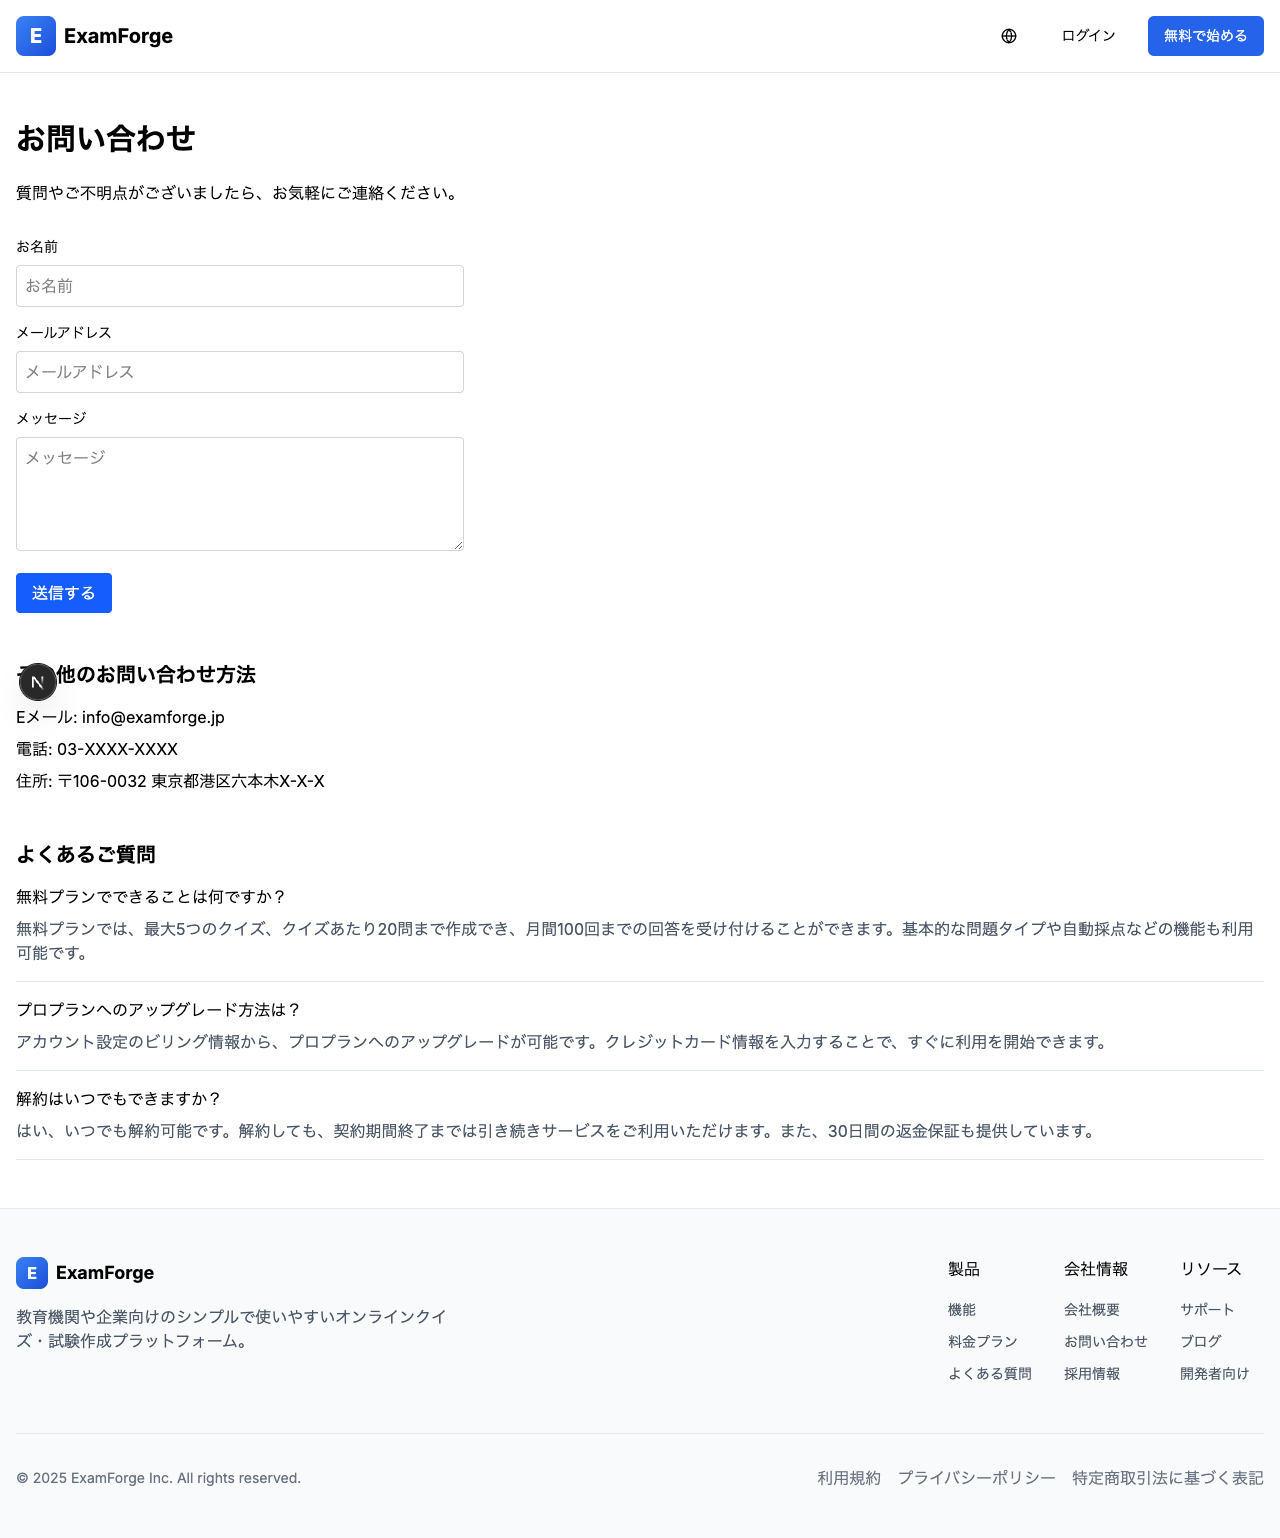 E ExamForge
ログイン
無料で始める
お問い合わせ
質問やご不明点がございましたら、お気軽にご連絡ください。
お名前
お名前
メールアドレス
メールアドレス
メッセージ
メッセージ
送信する
他のお問い合わせ方法
N
Eメール: info@examforge.jp
電話: 03-XXXX-XXXX
住所: 〒106-0032 東京都港区六本木X-X-X
よくあるご質問
無料プランでできることは何ですか？
無料プランでは、最大5つのクイズ、クイズあたり20問まで作成でき、月間100回までの回答を受け付けることができます。基本的な問題タイプや自動採点などの機能も利用
可能です。
プロプランへのアップグレード方法は？
アカウント設定のビリング情報から、プロプランへのアップグレードが可能です。クレジットカード情報を入力することで、すぐに利用を開始できます。
解約はいつでもできますか？
はい、いつでも解約可能です。解約しても、契約期間終了までは引き続きサービスをご利用いただけます。また、30日間の返金保証も提供しています。
E ExamForge
教育機関や企業向けのシンプルで使いやすいオンラインクイ
ズ・試験作成プラットフォーム。
製品
機能
料金プラン
よくある質問
会社情報
会社概要
お問い合わせ
採用情報
リソース
サポート
ブログ
開発者向け
© 2025 ExamForge Inc. All rights reserved.
利用規約 プライバシーポリシー 特定商取引法に基づく表記